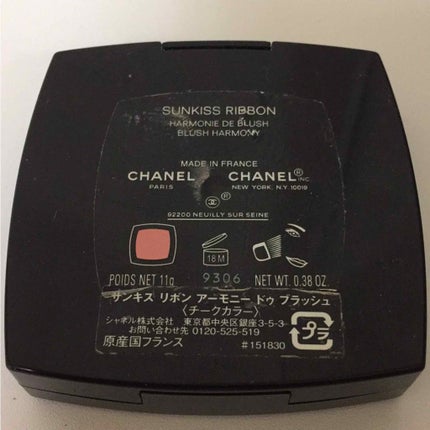 SUNKISS RIBBON
HARMONIE DE BLUSH
BLUSH HARMONY
MADE IN FRANCE
CHANEL CHANEL® INC
PARIS NEW YORK, N.Y. 10019
®
92200 NEUILLY SUR SEINE
18M
POIDS NET 11g 9306 NET WT. 0.38 OZ.
サンキス リボン アーモニー ドゥ ブラッシュ
〈チークカラー〉
シャネル株式会社 東京都中央区銀座3-5-3
お問い合わせ先 0120-525-519
原産国フランス #151830
プラ